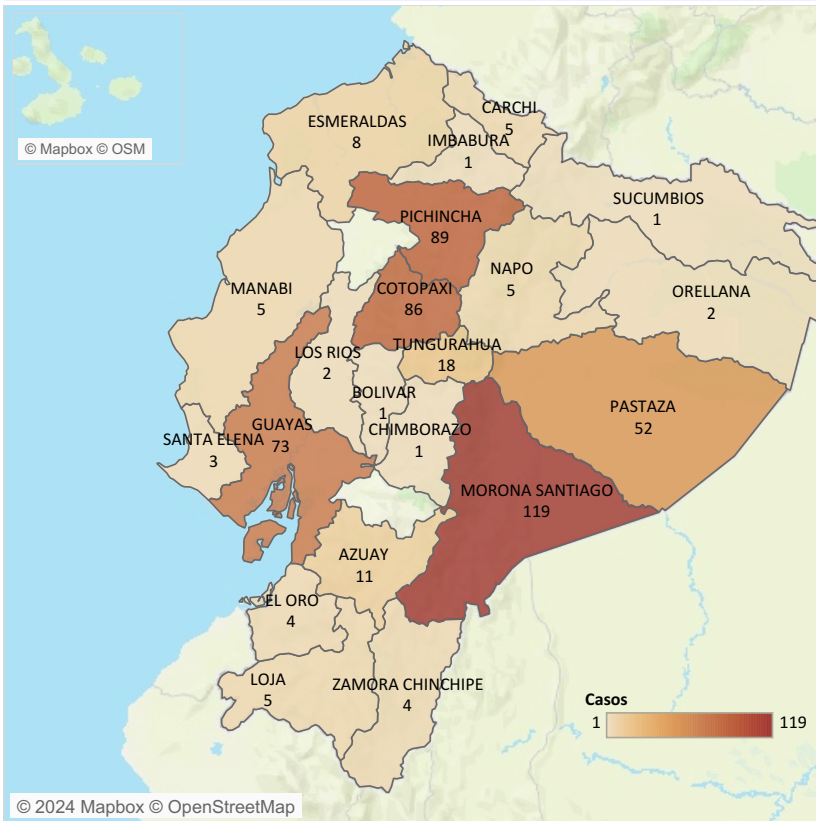 © Mapbox © OSM
ESMERALDAS
8
CARCHI
5
IMBABURA
1
SUCUMBIOS
1
PICHINCHA
89
NAPO
5
MANABI
5
COTOPAXI
86
ORELLANA
2
TUNGURAHUA
18
LOS RIOS
2
BOLIVAR
1
PASTAZA
52
GUAYAS
73
CHIMBORAZO
1
SANTA ELENA
3
MORONA SANTIAGO
119
AZUAY
11
EL ORO
4
LOJA
5
ZAMORA CHINCHIPE
4
Casos
1 119
© 2024 Mapbox © OpenStreetMap